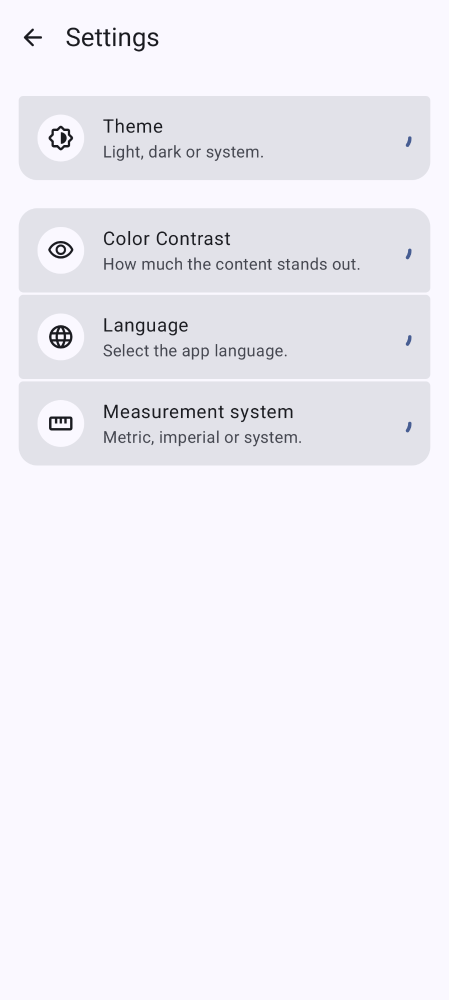 Settings
Theme
Light, dark or system.
Color Contrast
How much the content stands out.
Language
Select the app language.
Measurement system
Metric, imperial or system.